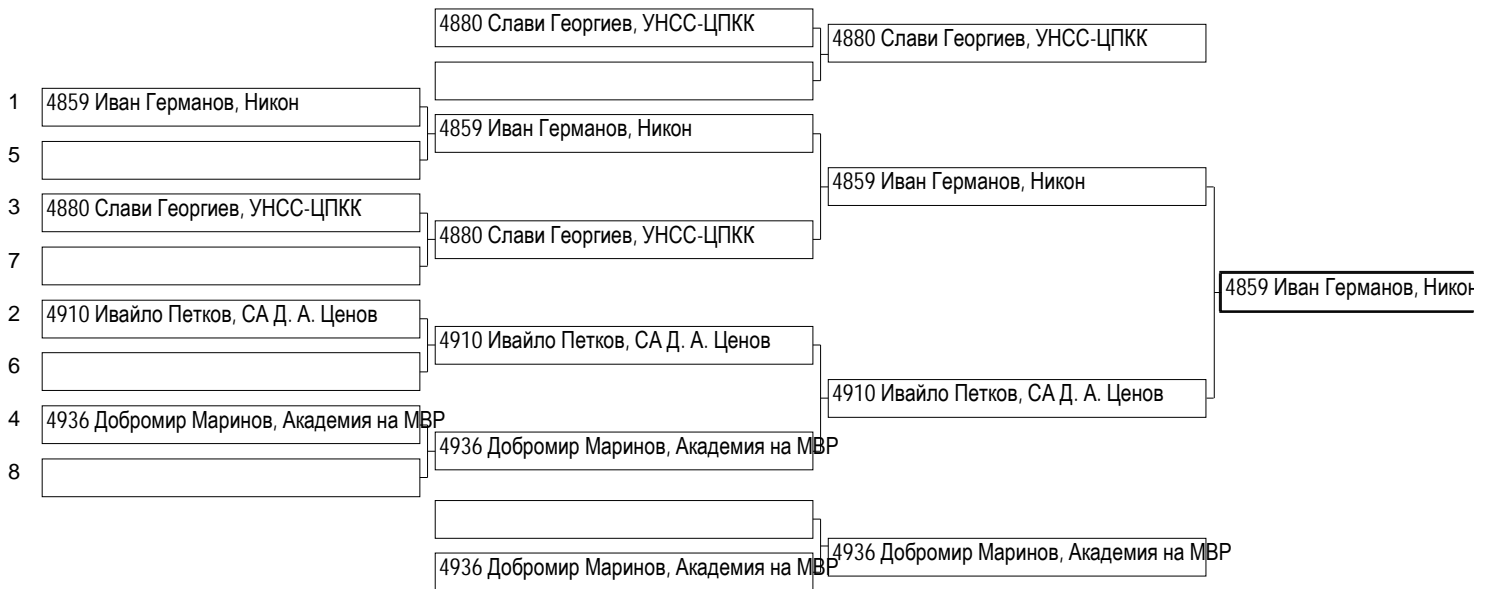 4880 Слави Георгиев, УНСС-ЦПКК
4880 Слави Георгиев, УНСС-ЦПКК
1 4859 Иван Германов, Никон
4859 Иван Германов, Никон
5
4859 Иван Германов, Никон
3 4880 Слави Георгиев, УНСС-ЦПКК
4880 Слави Георгиев, УНСС-ЦПКК
7
4859 Иван Германов, Никон
2 4910 Ивайло Петков, СА Д. А. Ценов
4910 Ивайло Петков, СА Д. А. Ценов
6
4910 Ивайло Петков, СА Д. А. Ценов
4 4936 Добромир Маринов, Академия на МВР
4936 Добромир Маринов, Академия на МВР
8
4936 Добромир Маринов, Академия на МВР
4936 Добромир Маринов, Академия на МВР